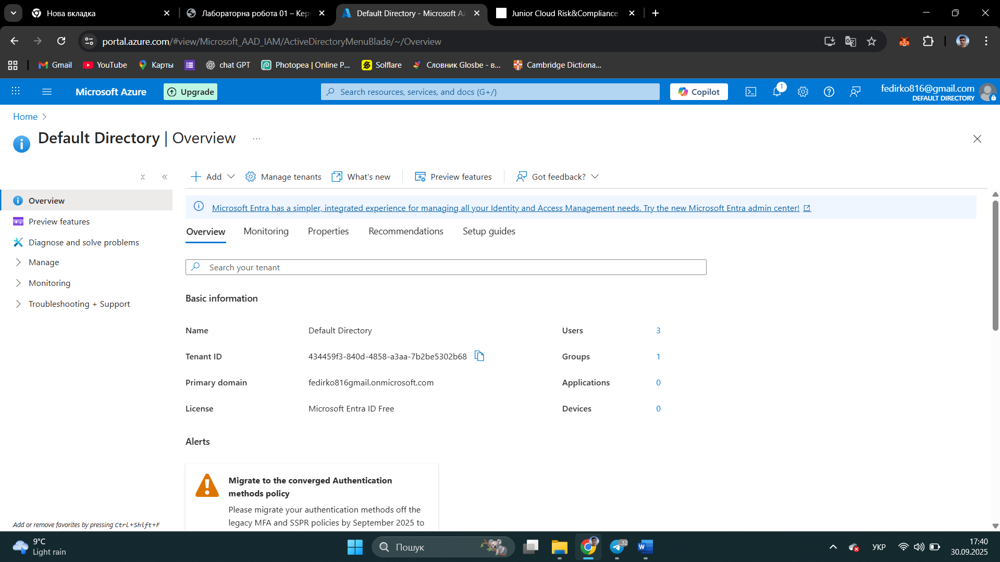 Нова вкладка
Лабораторна робота 01 – Кер
Default Directory - Microsoft Az
Junior Cloud Risk&Compliance
portal.azure.com/#view/Microsoft_AAD_IAM/ActiveDirectoryMenuBlade/~/Overview
Gmail
YouTube
Карты
chat GPT
Photopea | Online P...
Solflare
Словник Glosbe - в...
Cambridge Dictiona...
Microsoft Azure
Upgrade
Search resources, services, and docs (G+/)
Copilot
1
fedirko816@gmail.com
DEFAULT DIRECTORY
Home
Default Directory | Overview
Add
Manage tenants
What's new
Preview features
Got feedback?
Overview
Preview features
Diagnose and solve problems
Manage
Monitoring
Troubleshooting + Support
Microsoft Entra has a simpler, integrated experience for managing all your Identity and Access Management needs. Try the new Microsoft Entra admin center!
Overview
Monitoring
Properties
Recommendations
Setup guides
Search your tenant
Basic information
Name
Default Directory
Users
3
Tenant ID
434459f3-840d-4858-a3aa-7b2be5302b68
Groups
1
Primary domain
fedirko816gmail.onmicrosoft.com
Applications
0
License
Microsoft Entra ID Free
Devices
0
Alerts
Migrate to the converged Authentication
methods policy
Please migrate your authentication methods off the
legacy MFA and SSPR policies by September 2025 to
Add or remove favorites by pressing Ctrl+Shift+F
9°C
Light rain
Пошук
32
УКР
17:40
30.09.2025